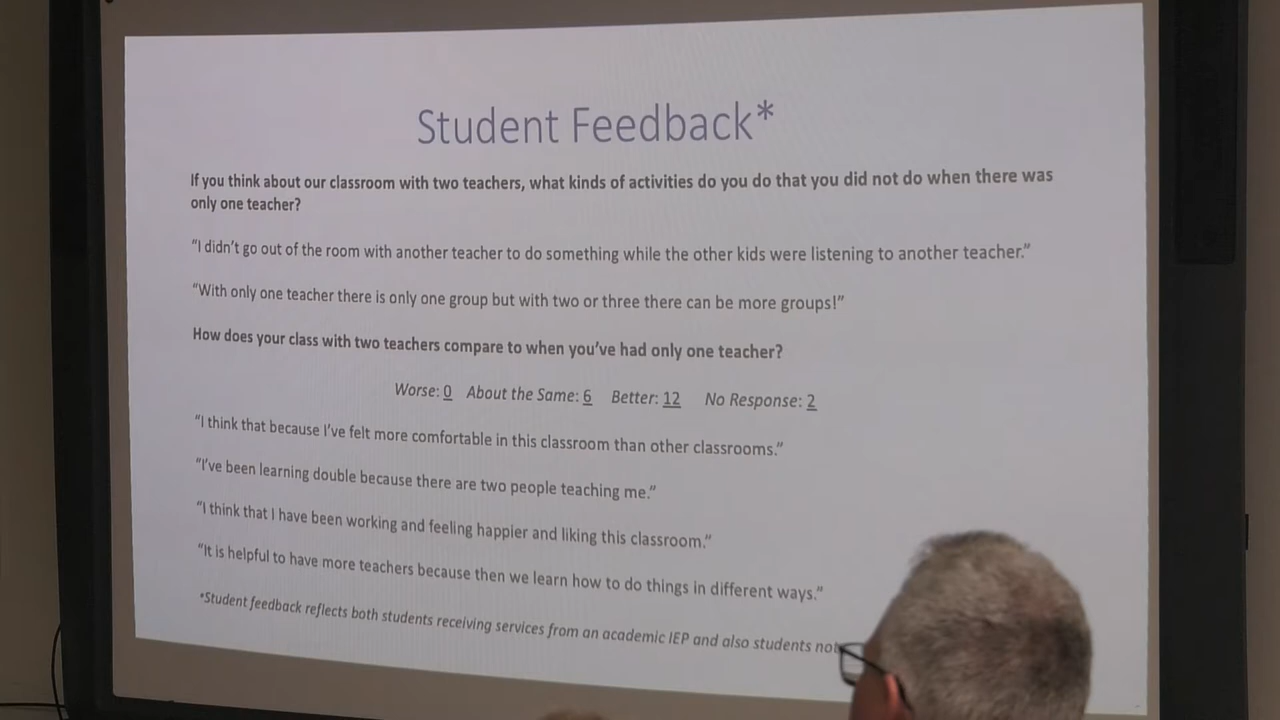 Student Feedback*
If you think about our classroom with two teachers, what kinds of activities do you do that you did not do when there was
only one teacher?
"I didn't go out of the room with another teacher to do something while the other kids were listening to another teacher."
"With only one teacher there is only one group but with two or three there can be more groups!"
How does your class with two teachers compare to when you've had only one teacher?
Worse: 0 About the Same: 6 Better: 12 No Response: 2
"I think that because I've felt more comfortable in this classroom than other classrooms."
"I've been learning double because there are two people teaching me."
"I think that I have been working and feeling happier and liking this classroom."
"It is helpful to have more teachers because then we learn how to do things in different ways."
*Student feedback reflects both students receiving services from an academic IEP and also students not